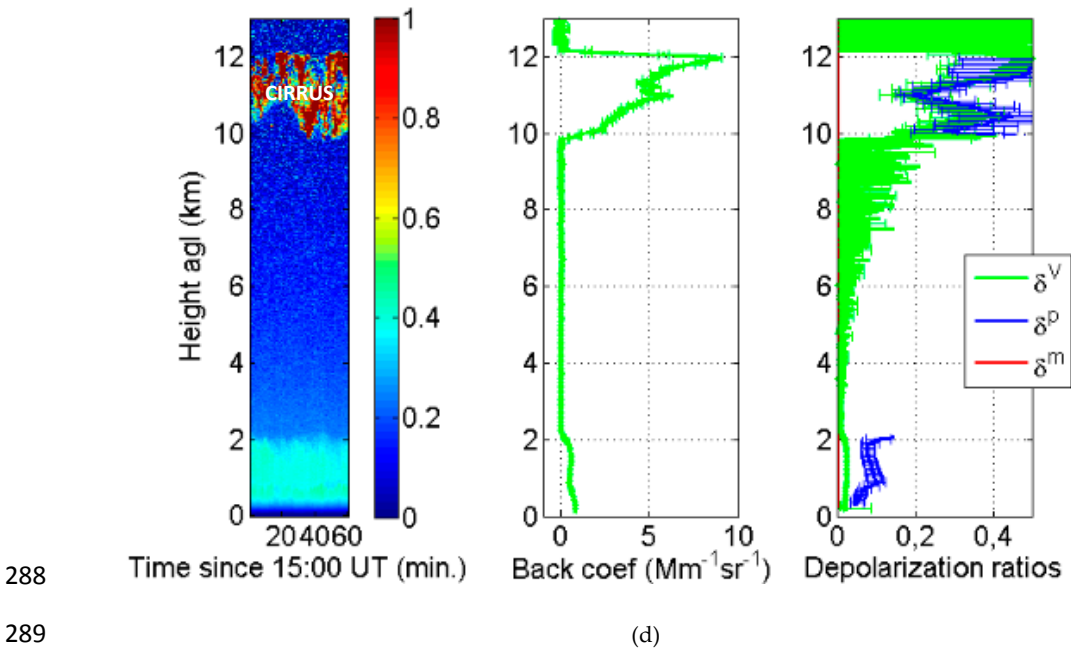 12
10
8
6
4
2
0
Height agl (km)
CIRRUS
1
0.8
0.6
0.4
0.2
0
20 40 60
Time since 15:00 UT (min.)
12
10
8
6
4
2
0
0 5 10
Back coef (Mm⁻¹sr⁻¹)
12
10
8
6
4
2
0
0 0,2 0,4
Depolarization ratios
δⱽ
δᵖ
δᵐ
288
289
(d)